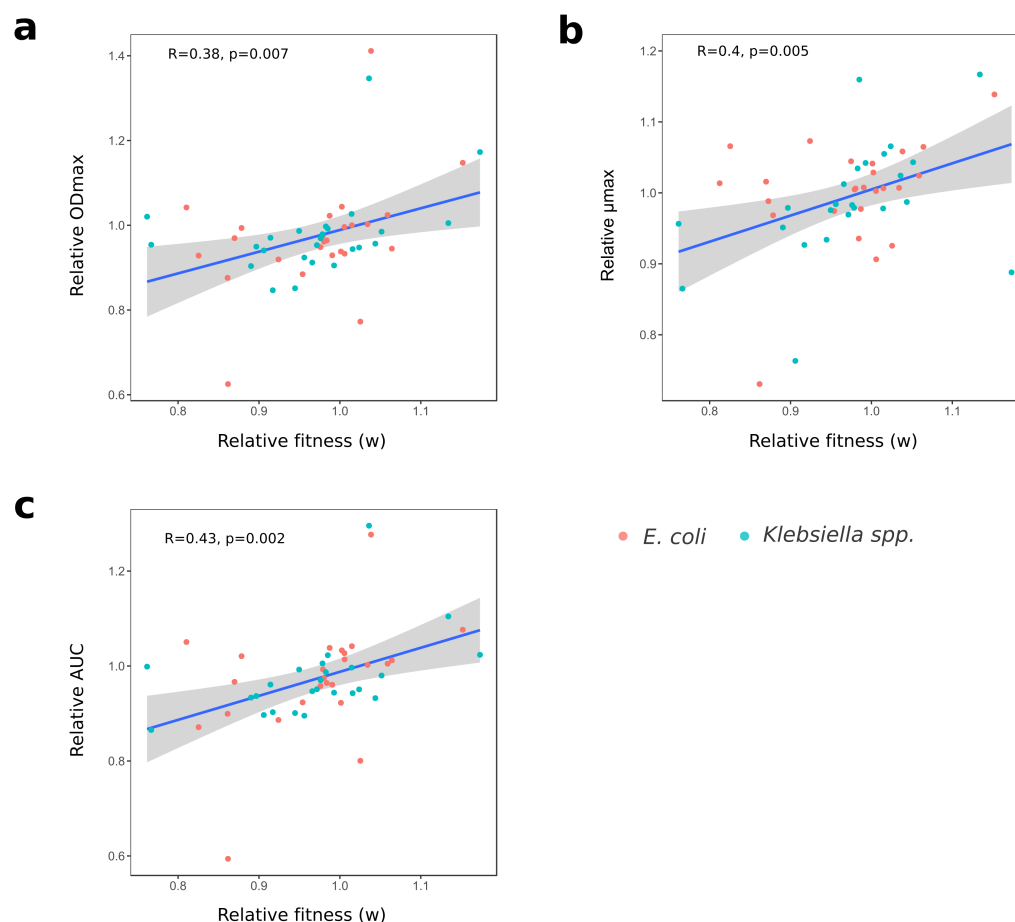 a
R=0.38, p=0.007
Relative ODmax
1.4
1.2
1.0
0.8
0.6
0.8 0.9 1.0 1.1
Relative fitness (w)
b
R=0.4, p=0.005
Relative µmax
1.2
1.1
1.0
0.9
0.8
0.8 0.9 1.0 1.1
Relative fitness (w)
c
R=0.43, p=0.002
Relative AUC
1.2
1.0
0.8
0.6
0.8 0.9 1.0 1.1
Relative fitness (w)
E. coli Klebsiella spp.